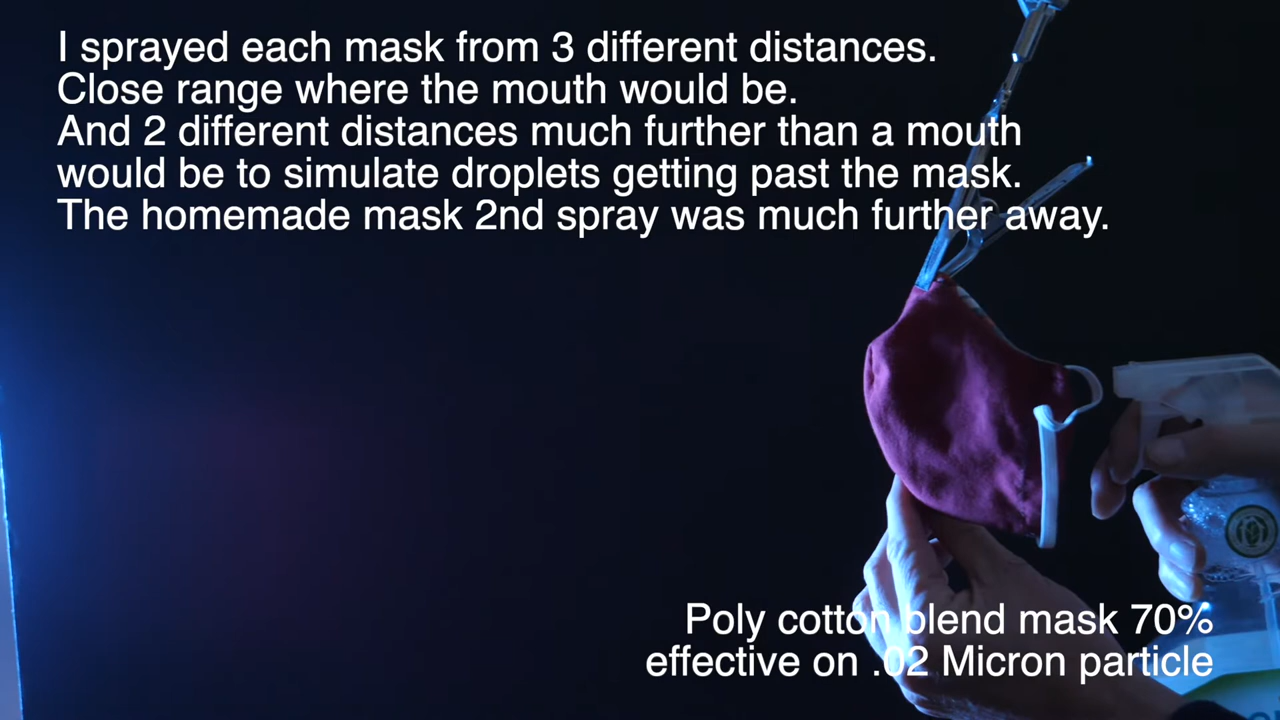 I sprayed each mask from 3 different distances.
Close range where the mouth would be.
And 2 different distances much further than a mouth
would be to simulate droplets getting past the mask.
The homemade mask 2nd spray was much further away.
Poly cotton blend mask 70%
effective on .02 Micron particle